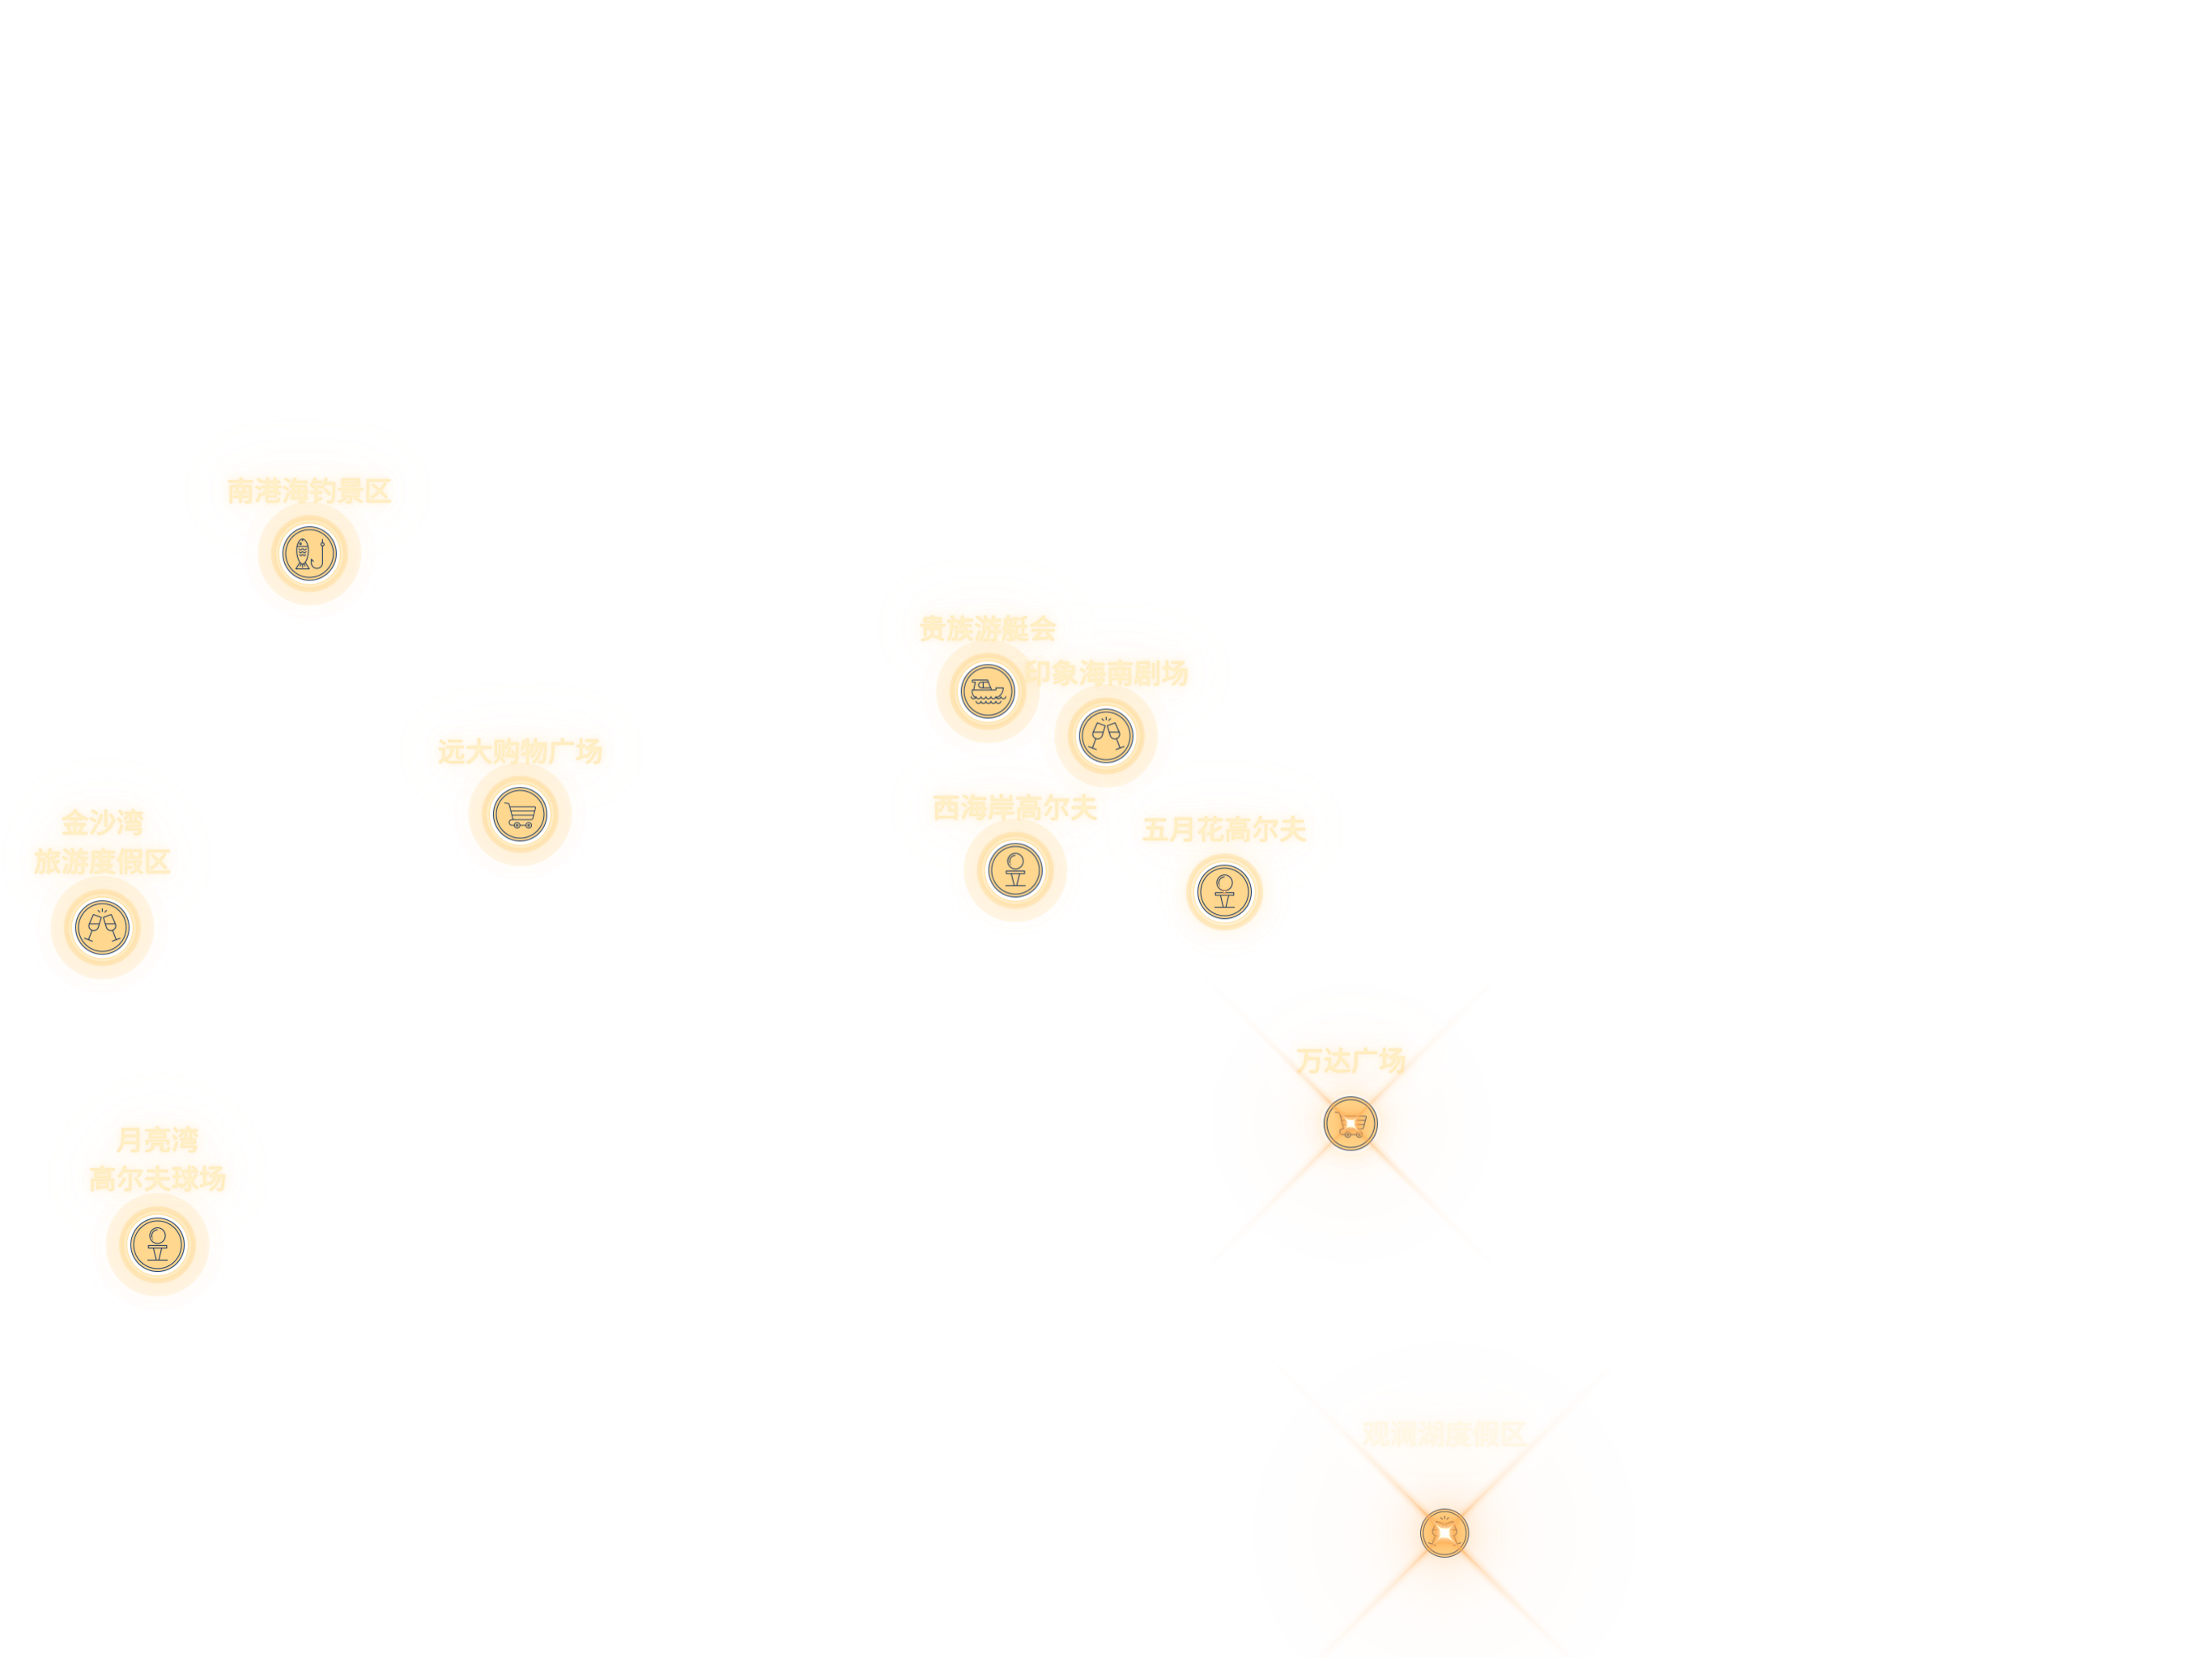 南港海钓景区
贵族游艇会
印象海南剧场
远大购物广场
西海岸高尔夫
金沙湾
旅游度假区
五月花高尔夫
万达广场
月亮湾
高尔夫球场
观澜湖度假区